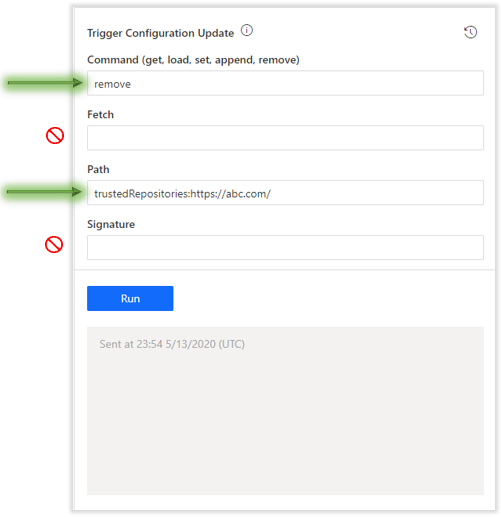 Trigger Configuration Update
Command (get, load, set, append, remove)
remove
Fetch
Path
trustedRepositories:https://abc.com/
Signature
Run
Sent at 23:54 5/13/2020 (UTC)